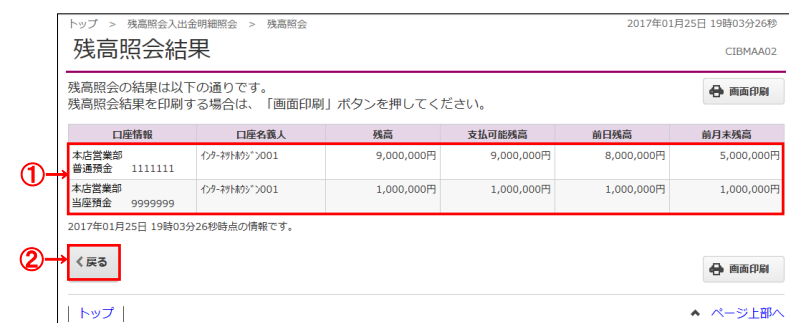 トップ > 残高照会入出金明細照会 > 残高照会 2017年01月25日 19時03分26秒
残高照会結果 CIBMAA02
残高照会の結果は以下の通りです。
残高照会結果を印刷する場合は、「画面印刷」ボタンを押してください。
画面印刷
口座情報 口座名義人 残高 支払可能残高 前日残高 前月末残高
①
本店営業部 インターネットホウジン001 9,000,000円 9,000,000円 8,000,000円 5,000,000円
普通預金 1111111
本店営業部 インターネットホウジン001 1,000,000円 1,000,000円 1,000,000円 1,000,000円
当座預金 9999999
2017年01月25日 19時03分26秒時点の情報です。
②
戻る
画面印刷
トップ ページ上部へ